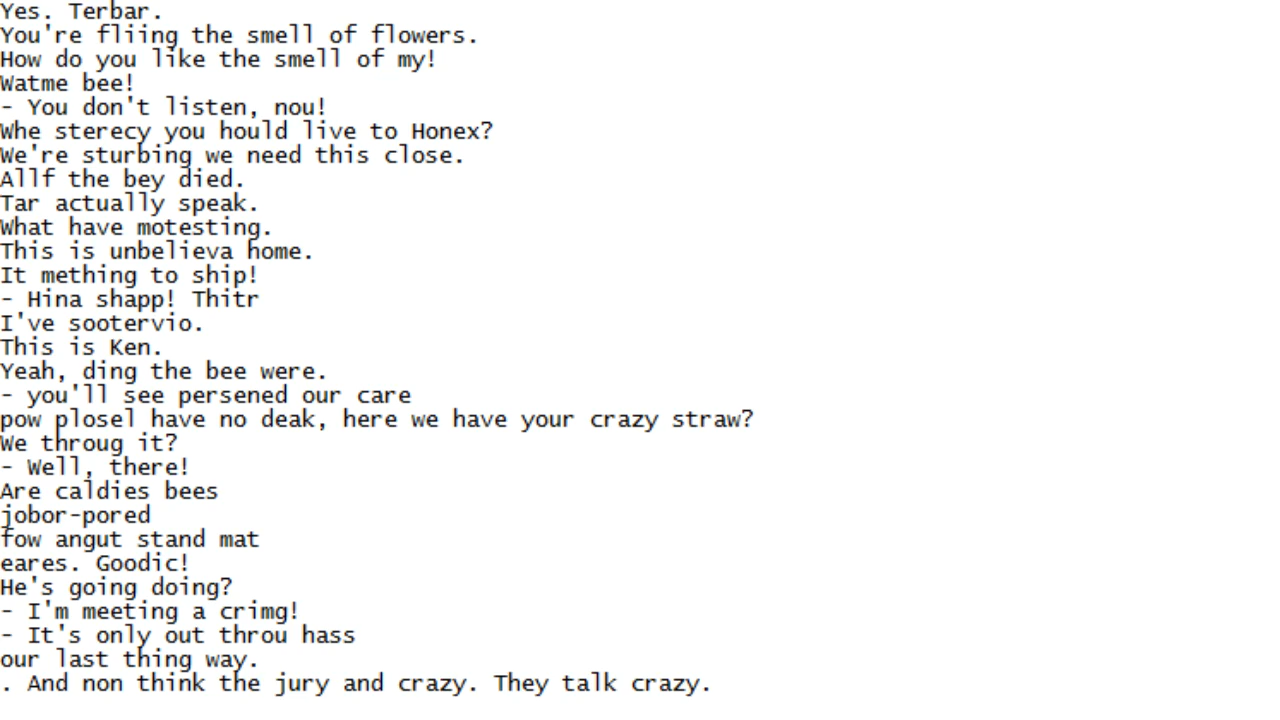 Yes. Terbar.
You're fliing the smell of flowers.
How do you like the smell of my!
Watme bee!
- You don't listen, nou!
Whe sterecy you hould live to Honex?
We're sturbing we need this close.
Allf the bey died.
Tar actually speak.
What have motesting.
This is unbelieva home.
It mething to ship!
- Hina shapp! Thitr
I've sootervio.
This is Ken.
Yeah, ding the bee were.
- you'll see persened our care
pow plosel have no deak, here we have your crazy straw?
We throug it?
- Well, there!
Are caldies bees
jobor-pored
fow angut stand mat
eares. Goodic!
He's going doing?
- I'm meeting a crimg!
- It's only out throu hass
our last thing way.
. And non think the jury and crazy. They talk crazy.